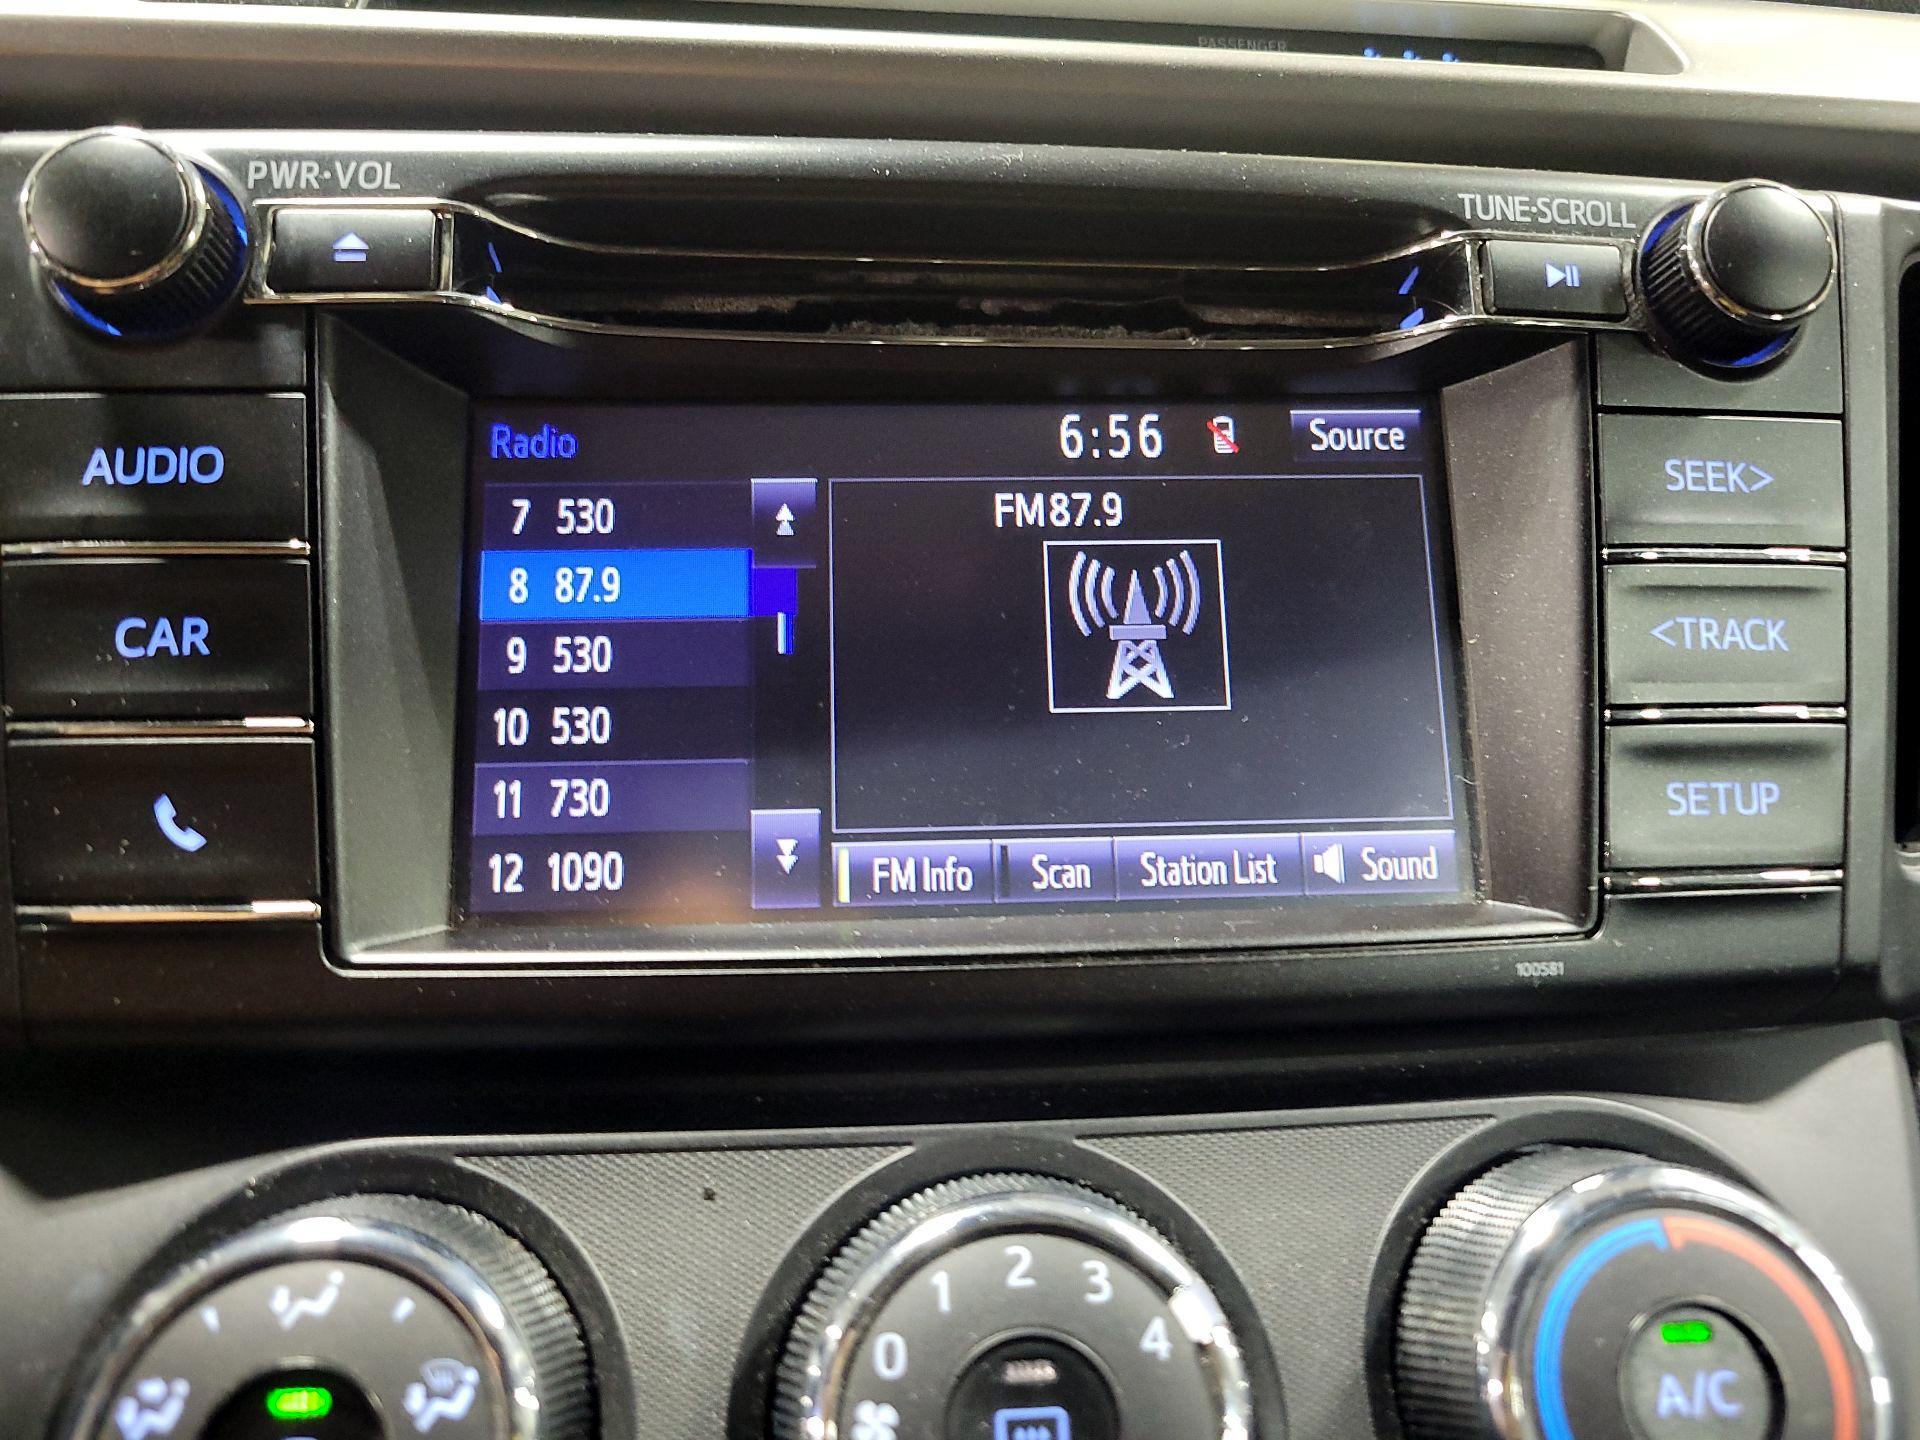 PASSENGER
PWR·VOL
TUNE·SCROLL
AUDIO
CAR
Radio
6:56
Source
7 530
8 87.9
9 530
10 530
11 730
12 1090
FM87.9
FM Info
Scan
Station List
Sound
SEEK>
<TRACK
SETUP
100581
0 1 2 3 4
A/C